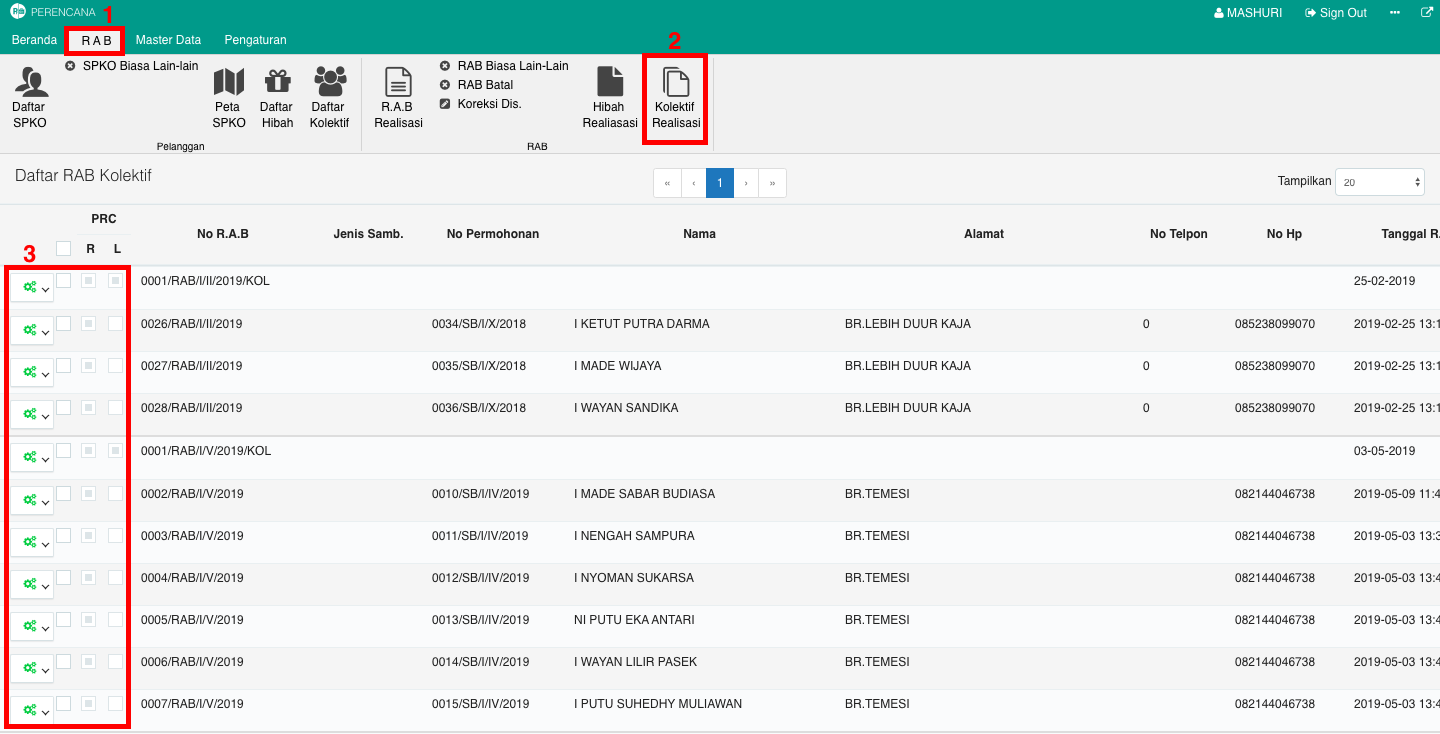 Rab PERENCANA
1
MASHURI Sign Out ...
Beranda R A B Master Data Pengaturan
2
SPKO Biasa Lain-lain
Daftar SPKO
Peta SPKO
Daftar Hibah
Daftar Kolektif
Pelanggan
R.A.B Realisasi
RAB Biasa Lain-Lain
RAB Batal
Koreksi Dis.
Hibah Realiasasi
Kolektif Realisasi
RAB
Daftar RAB Kolektif
« ‹ 1 › »
Tampilkan 20
3
PRC
R L No R.A.B Jenis Samb. No Permohonan Nama Alamat No Telpon No Hp Tanggal R.
0001/RAB/I/II/2019/KOL 25-02-2019
0026/RAB/I/II/2019 0034/SB/I/X/2018 I KETUT PUTRA DARMA BR.LEBIH DUUR KAJA 0 085238099070 2019-02-25 13:1
0027/RAB/I/II/2019 0035/SB/I/X/2018 I MADE WIJAYA BR.LEBIH DUUR KAJA 0 085238099070 2019-02-25 13:1
0028/RAB/I/II/2019 0036/SB/I/X/2018 I WAYAN SANDIKA BR.LEBIH DUUR KAJA 0 085238099070 2019-02-25 13:1
0001/RAB/I/V/2019/KOL 03-05-2019
0002/RAB/I/V/2019 0010/SB/I/IV/2019 I MADE SABAR BUDIASA BR.TEMESI 082144046738 2019-05-09 11:4
0003/RAB/I/V/2019 0011/SB/I/IV/2019 I NENGAH SAMPURA BR.TEMESI 082144046738 2019-05-03 13:3
0004/RAB/I/V/2019 0012/SB/I/IV/2019 I NYOMAN SUKARSA BR.TEMESI 082144046738 2019-05-03 13:4
0005/RAB/I/V/2019 0013/SB/I/IV/2019 NI PUTU EKA ANTARI BR.TEMESI 082144046738 2019-05-03 13:4
0006/RAB/I/V/2019 0014/SB/I/IV/2019 I WAYAN LILIR PASEK BR.TEMESI 082144046738 2019-05-03 13:4
0007/RAB/I/V/2019 0015/SB/I/IV/2019 I PUTU SUHEDHY MULIAWAN BR.TEMESI 082144046738 2019-05-03 13:4